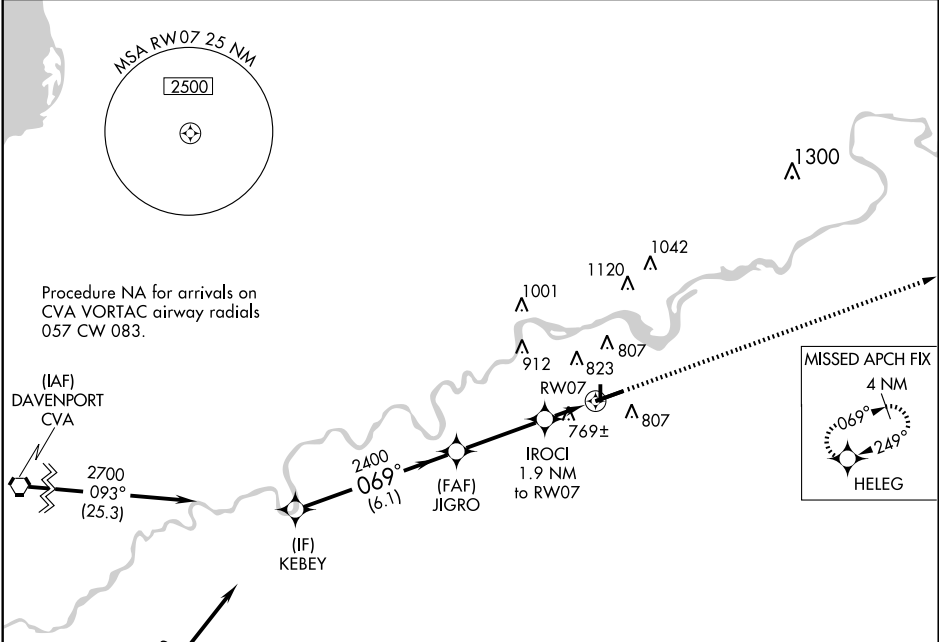 MSA RW07 25 NM
2500
1300
1042
1120
1001
Procedure NA for arrivals on
CVA VORTAC airway radials
057 CW 083.
912
807
823
MISSED APCH FIX
4 NM
069°
249°
HELEG
(IAF)
DAVENPORT
CVA
RW07
769±
807
IROCI
1.9 NM
to RW07
2400
069°
(6.1)
(FAF)
JIGRO
2700
093°
(25.3)
(IF)
KEBEY